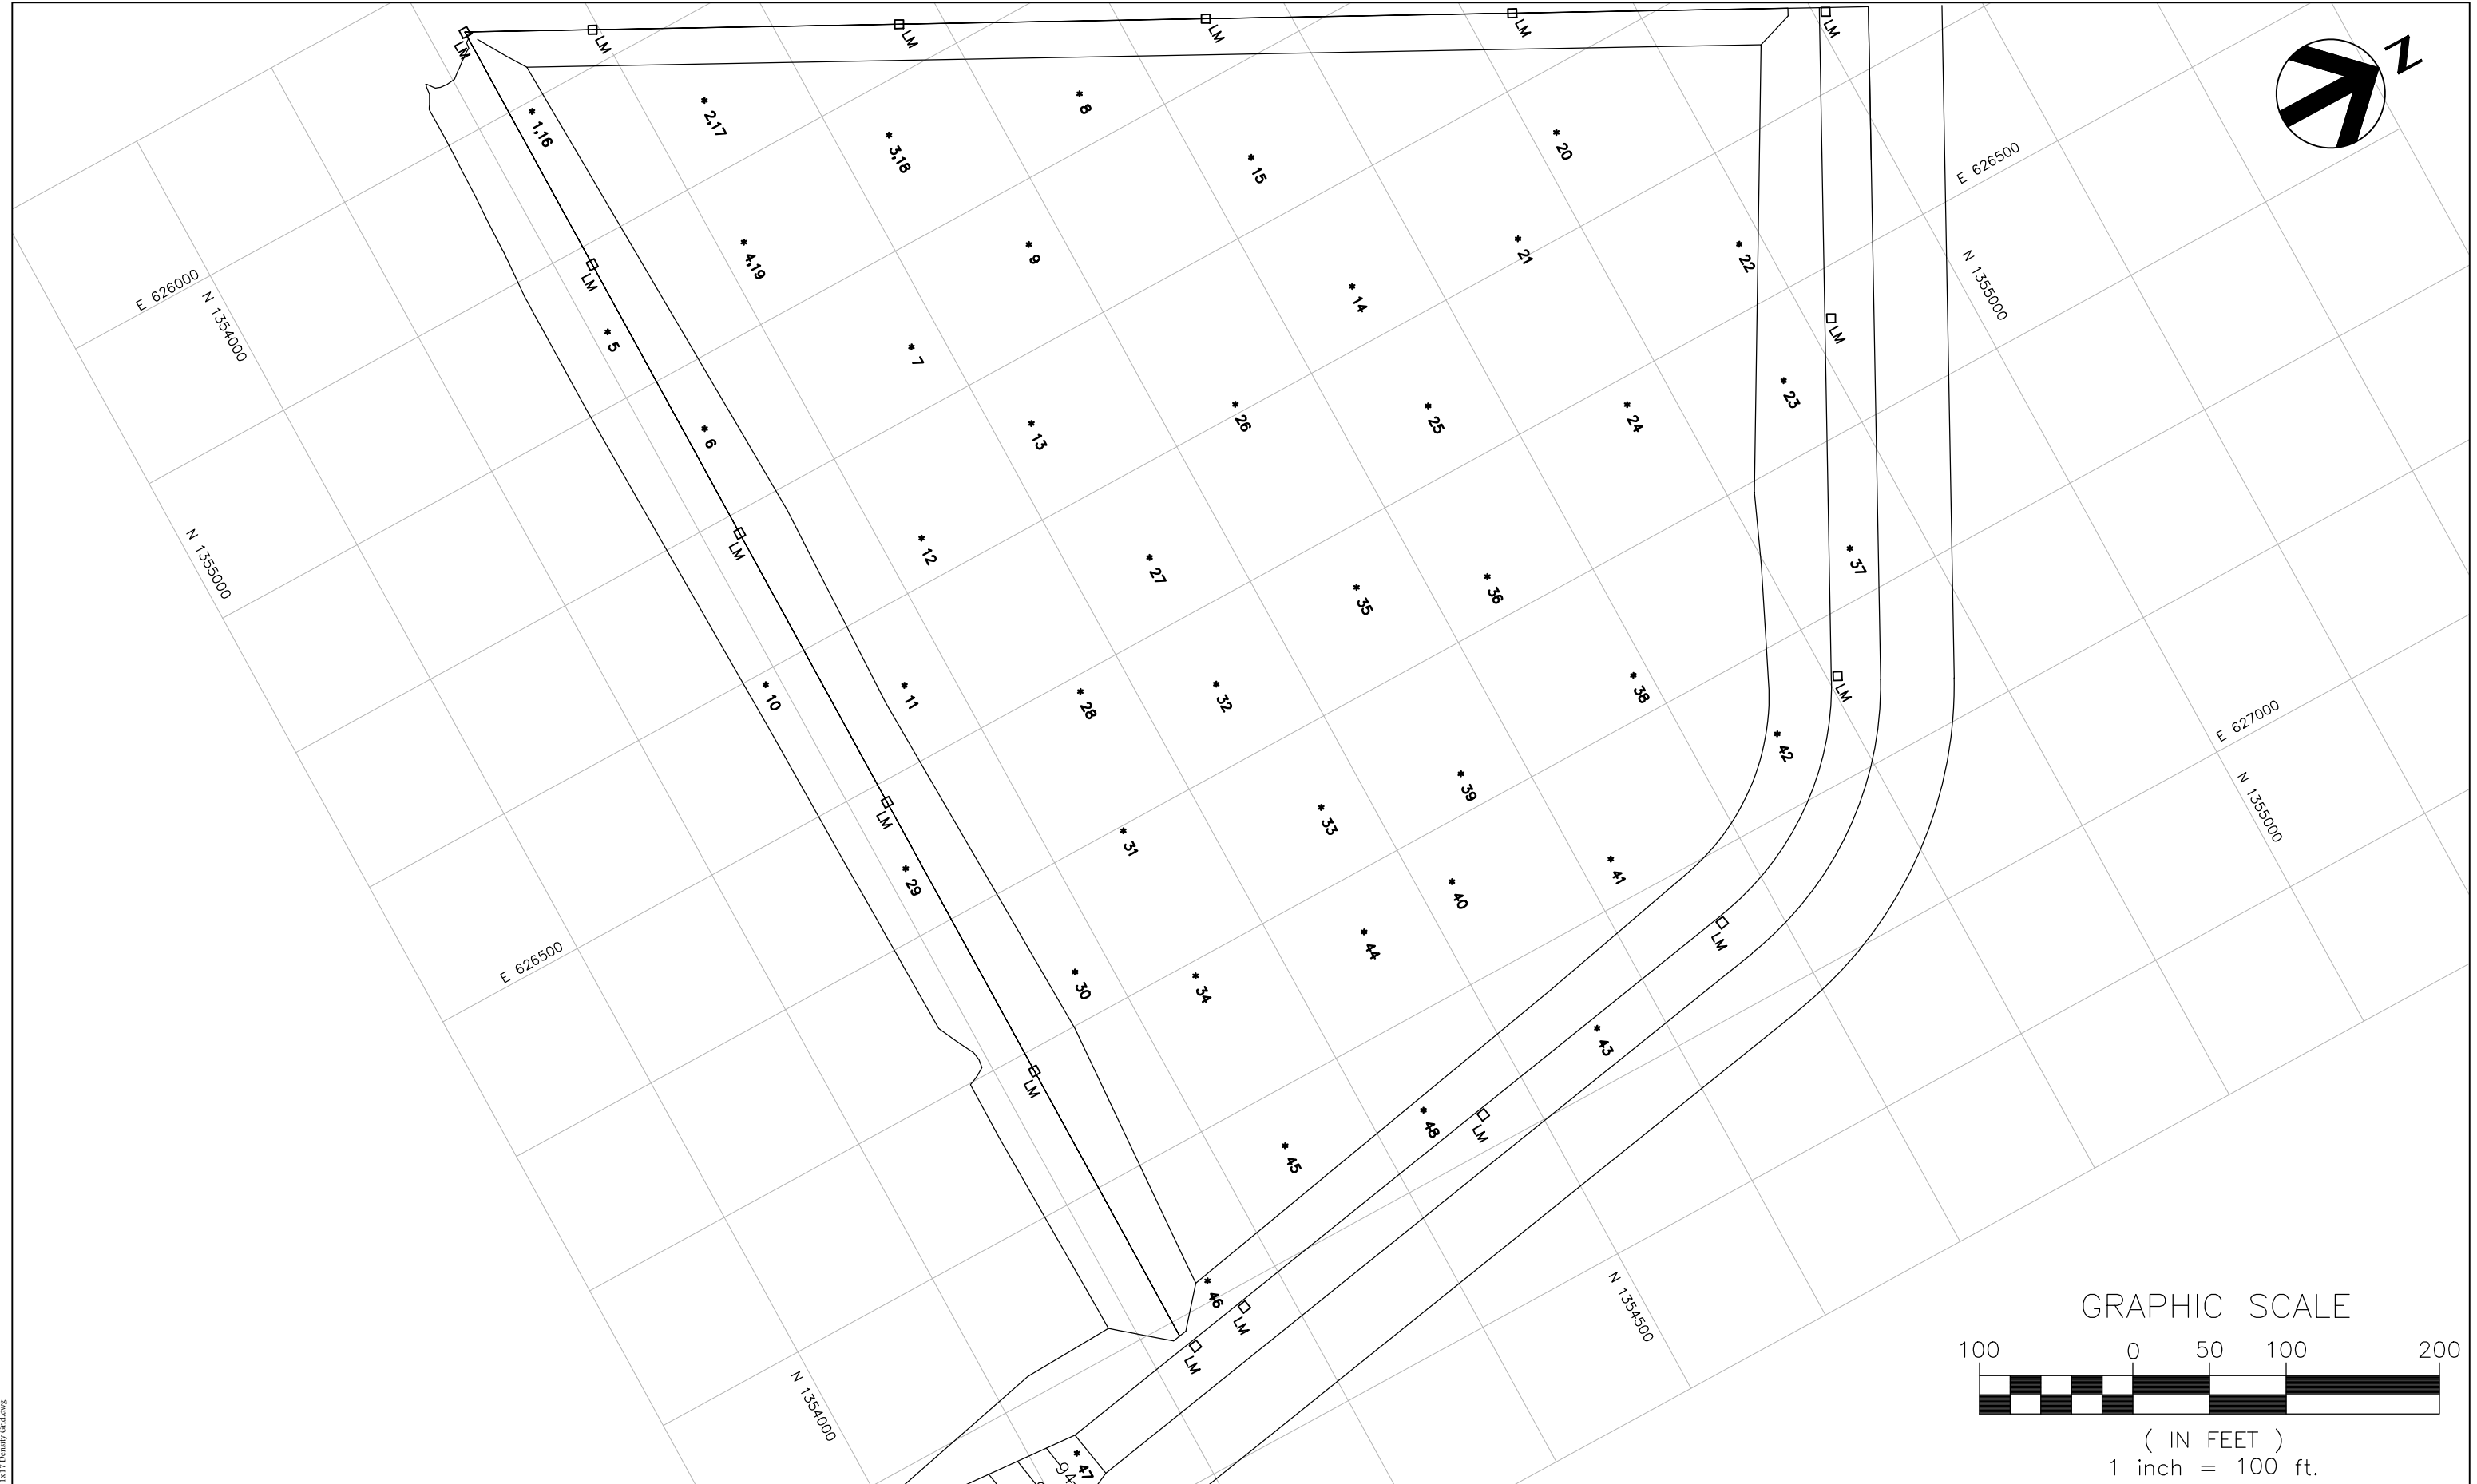 LM
LM
LM
LM
LM
LM
N
* 8
* 2,17
* 1,16
* 3,18
* 20
* 15
E 626500
* 4,19
* 9
* 21
* 22
E 626000
N 1354000
LM
N 1355000
* 14
LM
* 5
* 7
* 23
* 6
* 13
* 26
* 25
* 24
LM
* 12
N 1355000
* 27
* 37
* 35
* 36
* 10
* 11
* 28
* 32
* 38
LM
E 627000
* 42
N 1355000
* 39
LM
* 33
* 31
* 29
* 40
* 41
E 626500
* 44
LM
* 30
* 34
* 43
LM
* 48
LM
* 45
* 46
LM
LM
N 1354500
N 1354000
* 47
94
GRAPHIC SCALE
100 0 50 100 200
( IN FEET )
1 inch = 100 ft.
Density Grid.dwg